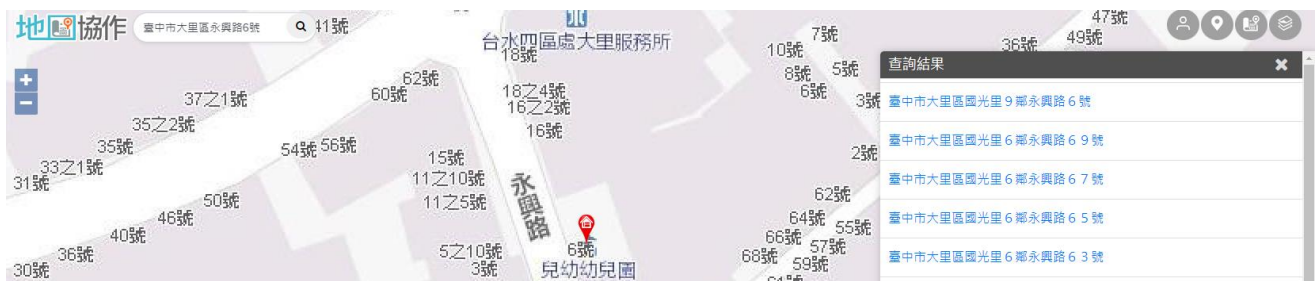 地圖協作
臺中市大里區永興路6號
41號
台水四區處大里服務所
18號
7號
10號
36號
47號
49號
8號
5號
6號
3號
2號
37之1號
62號
60號
18之4號
16之2號
16號
35之2號
35號
33之1號
31號
54號
56號
15號
11之10號
11之5號
永興路
50號
46號
40號
36號
30號
5之10號
3號
6號
兒幼幼兒園
62號
64號
55號
66號
57號
68號
59號
查詢結果
臺中市大里區國光里9鄰永興路6號
臺中市大里區國光里6鄰永興路69號
臺中市大里區國光里6鄰永興路67號
臺中市大里區國光里6鄰永興路65號
臺中市大里區國光里6鄰永興路63號